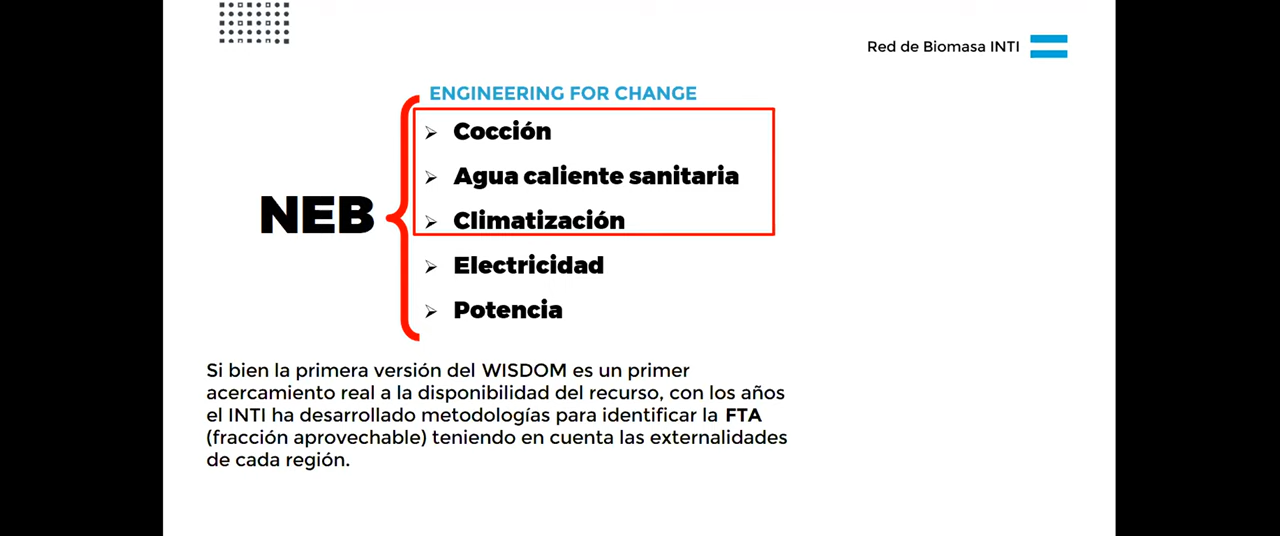 Red de Biomasa INTI
ENGINEERING FOR CHANGE
NEB
Cocción
Agua caliente sanitaria
Climatización
Electricidad
Potencia
Si bien la primera versión del WISDOM es un primer
acercamiento real a la disponibilidad del recurso, con los años
el INTI ha desarrollado metodologías para identificar la FTA
(fracción aprovechable) teniendo en cuenta las externalidades
de cada región.